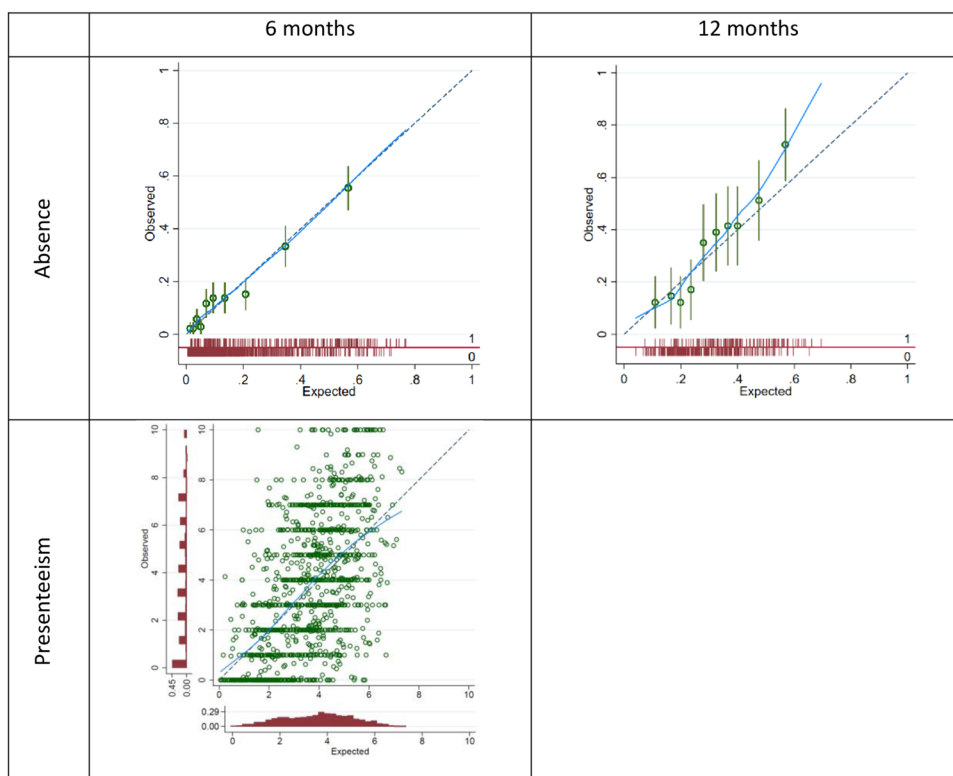 6 months
12 months
Absence
Observed
0 .2 .4 .6 .8 1
1
0
0 .2 .4 .6 .8 1
Expected
Observed
0 .2 .4 .6 .8 1
1
0
0 .2 .4 .6 .8 1
Expected
Presenteeism
Observed
0 2 4 6 8 10
0.45 0.00
0 2 4 6 8 10
0 2 4 6 8 10
0.29
0.00
0 2 4 6 8 10
Expected